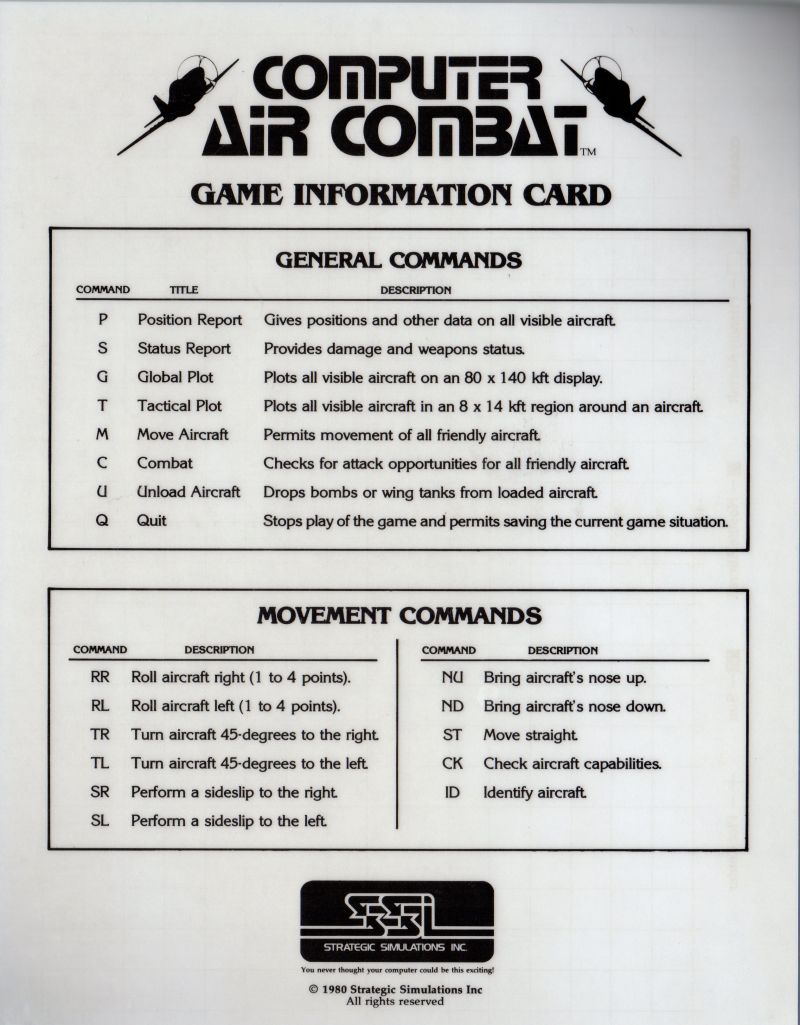 COMPUTER
AIR COMBAT TM
GAME INFORMATION CARD
GENERAL COMMANDS
COMMAND TITLE DESCRIPTION
P Position Report Gives positions and other data on all visible aircraft.
S Status Report Provides damage and weapons status.
G Global Plot Plots all visible aircraft on an 80 x 140 kft display.
T Tactical Plot Plots all visible aircraft in an 8 x 14 kft region around an aircraft.
M Move Aircraft Permits movement of all friendly aircraft.
C Combat Checks for attack opportunities for all friendly aircraft.
U Unload Aircraft Drops bombs or wing tanks from loaded aircraft.
Q Quit Stops play of the game and permits saving the current game situation.
MOVEMENT COMMANDS
COMMAND DESCRIPTION
RR Roll aircraft right (1 to 4 points).
RL Roll aircraft left (1 to 4 points).
TR Turn aircraft 45-degrees to the right.
TL Turn aircraft 45-degrees to the left.
SR Perform a sideslip to the right.
SL Perform a sideslip to the left.
COMMAND DESCRIPTION
NU Bring aircraft's nose up.
ND Bring aircraft's nose down.
ST Move straight.
CK Check aircraft capabilities.
ID Identify aircraft.
SSI
STRATEGIC SIMULATIONS INC.
You never thought your computer could be this exciting!
© 1980 Strategic Simulations Inc
All rights reserved